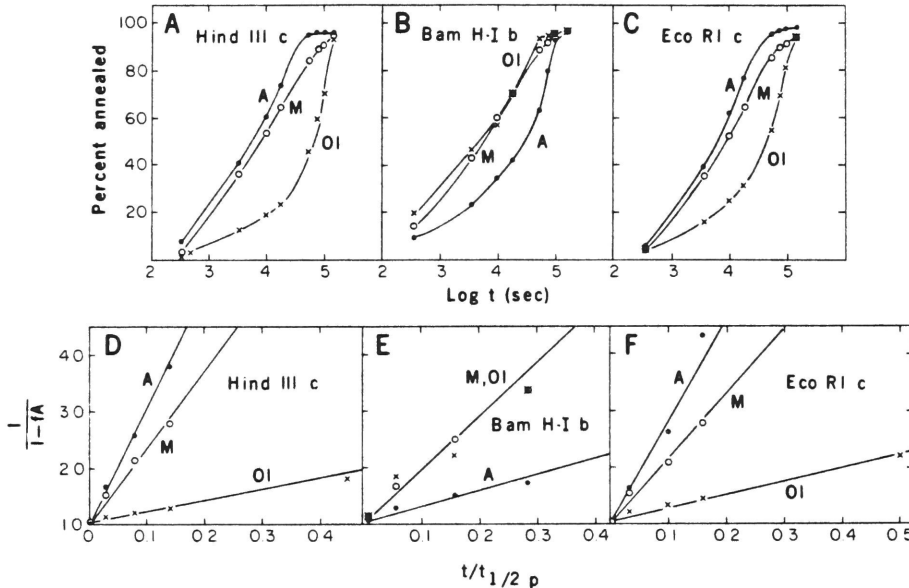 A
Hind III c
A
M
OI
B
Bam H-I b
OI
M
A
C
Eco RI c
A
M
OI
Percent annealed
100
80
60
40
20
2 3 4 5 2 3 4 5 2 3 4 5 6
Log t (sec)
D
Hind III c
A
M
OI
E
M,OI
Bam H-I b
A
F
Eco RI c
A
M
OI
1
1-fA
4.0
3.0
2.0
1.0
0 0.1 0.2 0.3 0.4 0 0.1 0.2 0.3 0.4 0.1 0.2 0.3 0.4 0.5
t/t1/2 p